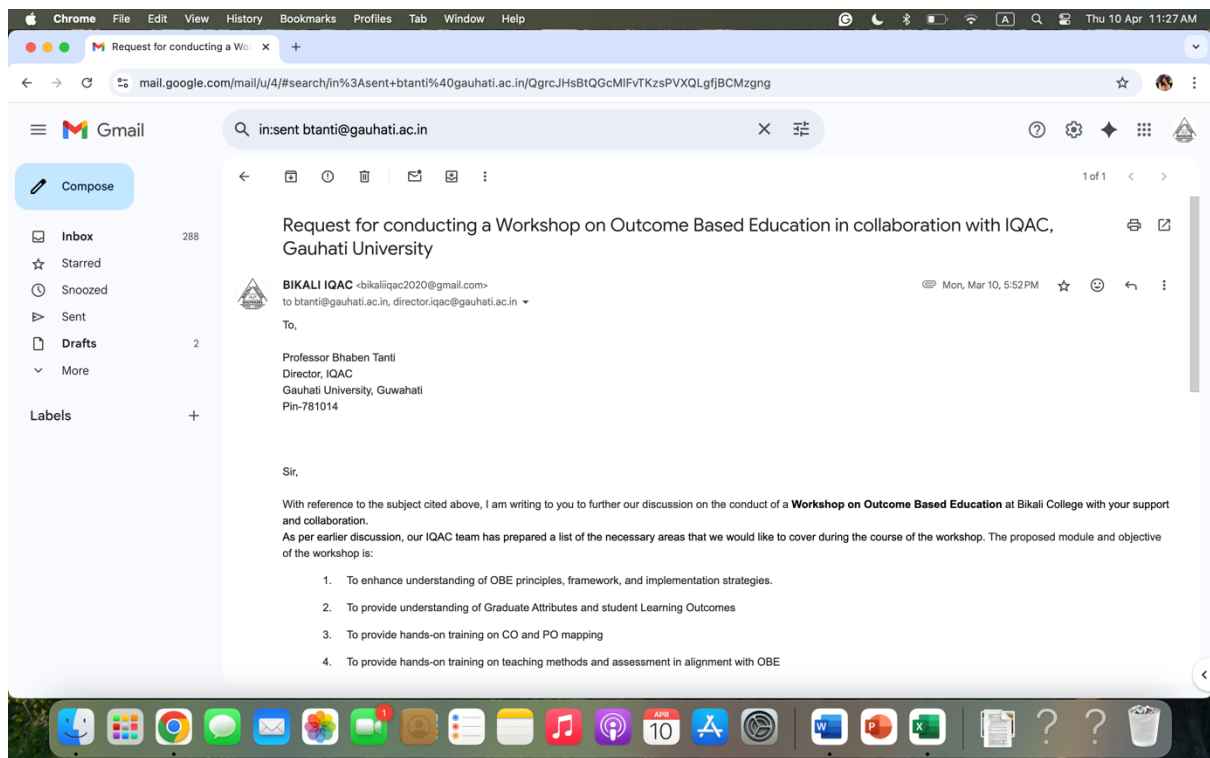 Chrome File Edit View History Bookmarks Profiles Tab Window Help A Thu 10 Apr 11:27 AM
Request for conducting a Wor
mail.google.com/mail/u/4/#search/in%3Asent+btanti%40gauhati.ac.in/QgrcJHsBtQGcMlFvTKzsPVXQLgfjBCMzgng
Gmail
in:sent btanti@gauhati.ac.in
Compose
1 of 1
Inbox 288
Starred
Snoozed
Sent
Drafts 2
More
Labels
Request for conducting a Workshop on Outcome Based Education in collaboration with IQAC,
Gauhati University
BIKALI IQAC <bikaliiqac2020@gmail.com> Mon, Mar 10, 5:52 PM
to btanti@gauhati.ac.in, director.iqac@gauhati.ac.in
To,
Professor Bhaben Tanti
Director, IQAC
Gauhati University, Guwahati
Pin-781014
Sir,
With reference to the subject cited above, I am writing to you to further our discussion on the conduct of a Workshop on Outcome Based Education at Bikali College with your support
and collaboration.
As per earlier discussion, our IQAC team has prepared a list of the necessary areas that we would like to cover during the course of the workshop. The proposed module and objective
of the workshop is:
1. To enhance understanding of OBE principles, framework, and implementation strategies.
2. To provide understanding of Graduate Attributes and student Learning Outcomes
3. To provide hands-on training on CO and PO mapping
4. To provide hands-on training on teaching methods and assessment in alignment with OBE
1
APR
10
W
P
X
DOCX
?
?